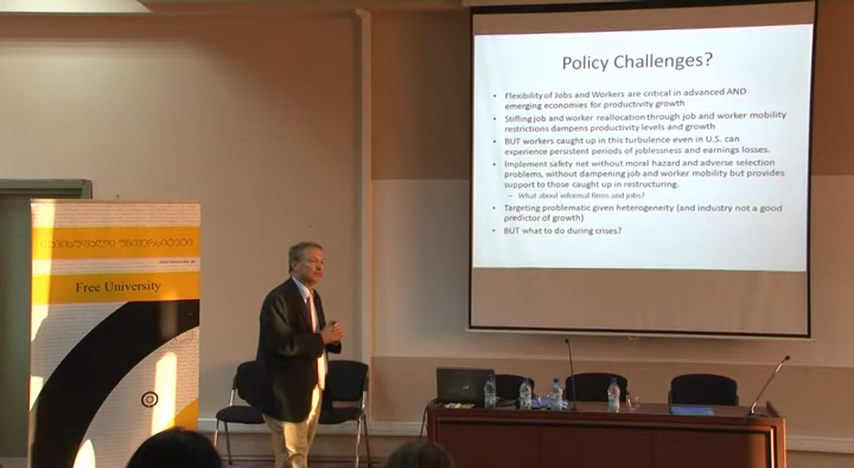 Policy Challenges?
• Flexibility of Jobs and Workers are critical in advanced AND
emerging economies for productivity growth
• Stifling job and worker reallocation through job and worker mobility
restrictions dampens productivity levels and growth
• BUT workers caught up in this turbulence even in U.S. can
experience persistent periods of joblessness and earnings losses.
• Implement safety net without moral hazard and adverse selection
problems, without dampening job and worker mobility but provides
support to those caught up in restructuring.
– What about informal firms and jobs?
• Targeting problematic given heterogeneity (and industry not a good
predictor of growth)
• BUT what to do during crises?
თავისუფალი უნივერსიტეტი
Free University